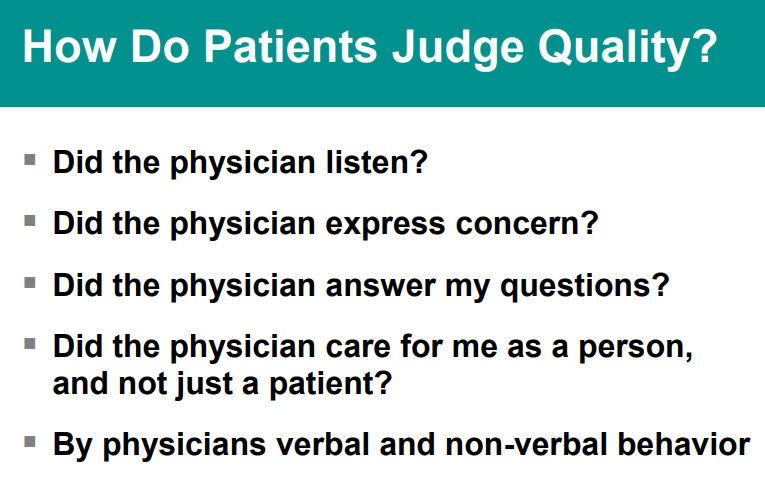 How Do Patients Judge Quality?
▪ Did the physician listen?
▪ Did the physician express concern?
▪ Did the physician answer my questions?
▪ Did the physician care for me as a person,
and not just a patient?
▪ By physicians verbal and non-verbal behavior